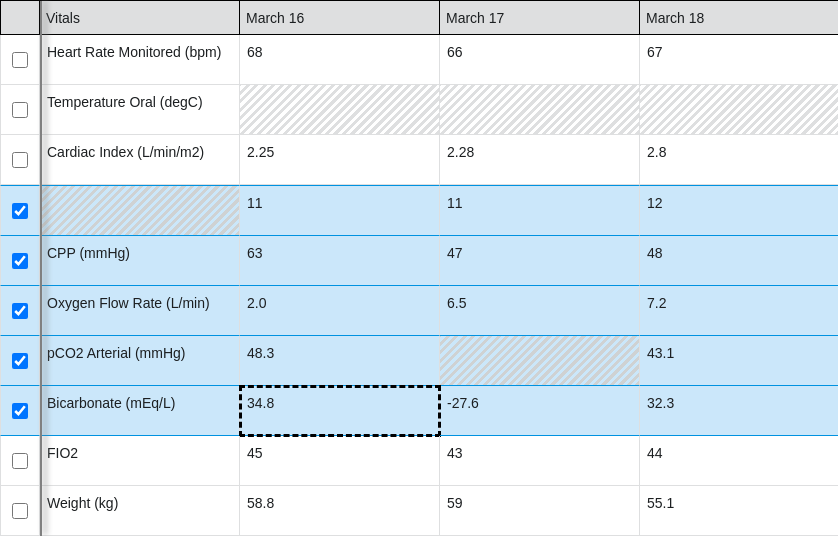 Vitals March 16 March 17 March 18
Heart Rate Monitored (bpm) 68 66 67
Temperature Oral (degC)
Cardiac Index (L/min/m2) 2.25 2.28 2.8
11 11 12
CPP (mmHg) 63 47 48
Oxygen Flow Rate (L/min) 2.0 6.5 7.2
pCO2 Arterial (mmHg) 48.3 43.1
Bicarbonate (mEq/L) 34.8 -27.6 32.3
FIO2 45 43 44
Weight (kg) 58.8 59 55.1